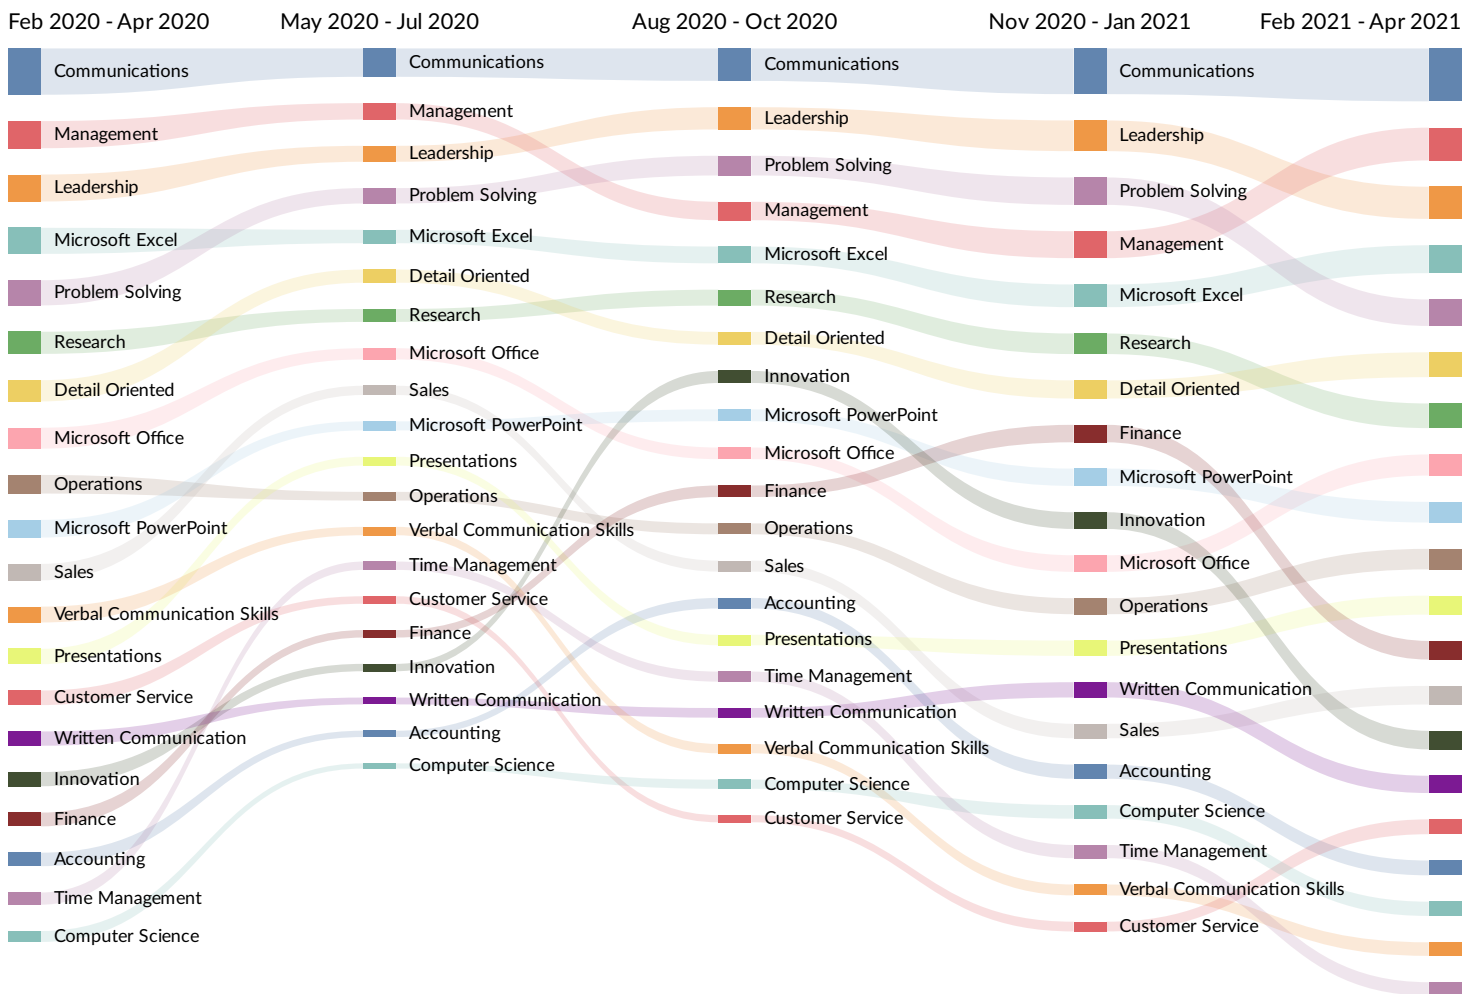 Feb 2020 - Apr 2020
May 2020 - Jul 2020
Aug 2020 - Oct 2020
Nov 2020 - Jan 2021
Feb 2021 - Apr 2021
Communications
Management
Leadership
Microsoft Excel
Problem Solving
Research
Detail Oriented
Microsoft Office
Operations
Microsoft PowerPoint
Sales
Verbal Communication Skills
Presentations
Customer Service
Written Communication
Innovation
Finance
Accounting
Time Management
Computer Science
Communications
Management
Leadership
Problem Solving
Microsoft Excel
Detail Oriented
Research
Microsoft Office
Sales
Microsoft PowerPoint
Presentations
Operations
Verbal Communication Skills
Time Management
Customer Service
Finance
Innovation
Written Communication
Accounting
Computer Science
Communications
Leadership
Problem Solving
Management
Microsoft Excel
Research
Detail Oriented
Innovation
Microsoft PowerPoint
Microsoft Office
Finance
Operations
Sales
Accounting
Presentations
Time Management
Written Communication
Verbal Communication Skills
Computer Science
Customer Service
Communications
Leadership
Problem Solving
Management
Microsoft Excel
Research
Detail Oriented
Finance
Microsoft PowerPoint
Innovation
Microsoft Office
Operations
Presentations
Written Communication
Sales
Accounting
Computer Science
Time Management
Verbal Communication Skills
Customer Service